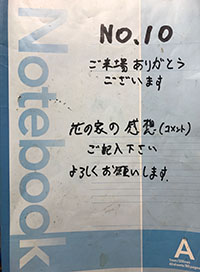 Notebook
NO.10
ご来場ありがとう
ございます
花の家の感想(コメント)
ご記入下さい
よろしくお願いします
A